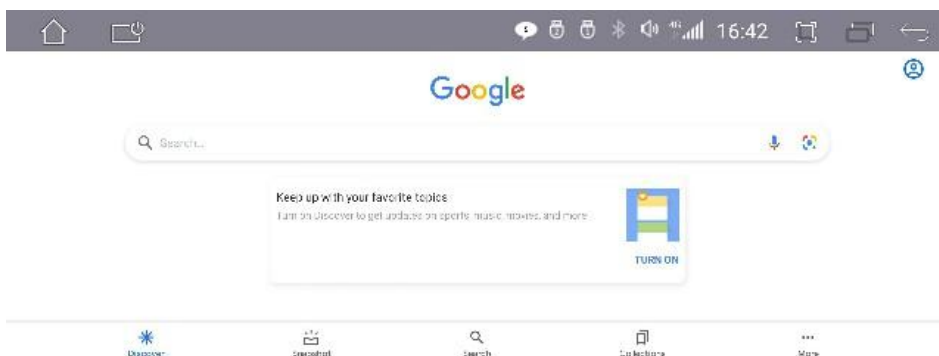 16:42
Google
Search...
Keep up with your favorite topics
Turn on Discover to get updates on sports, music, movies, and more
TURN ON
Discover
Snapshot
Search
Collections
More